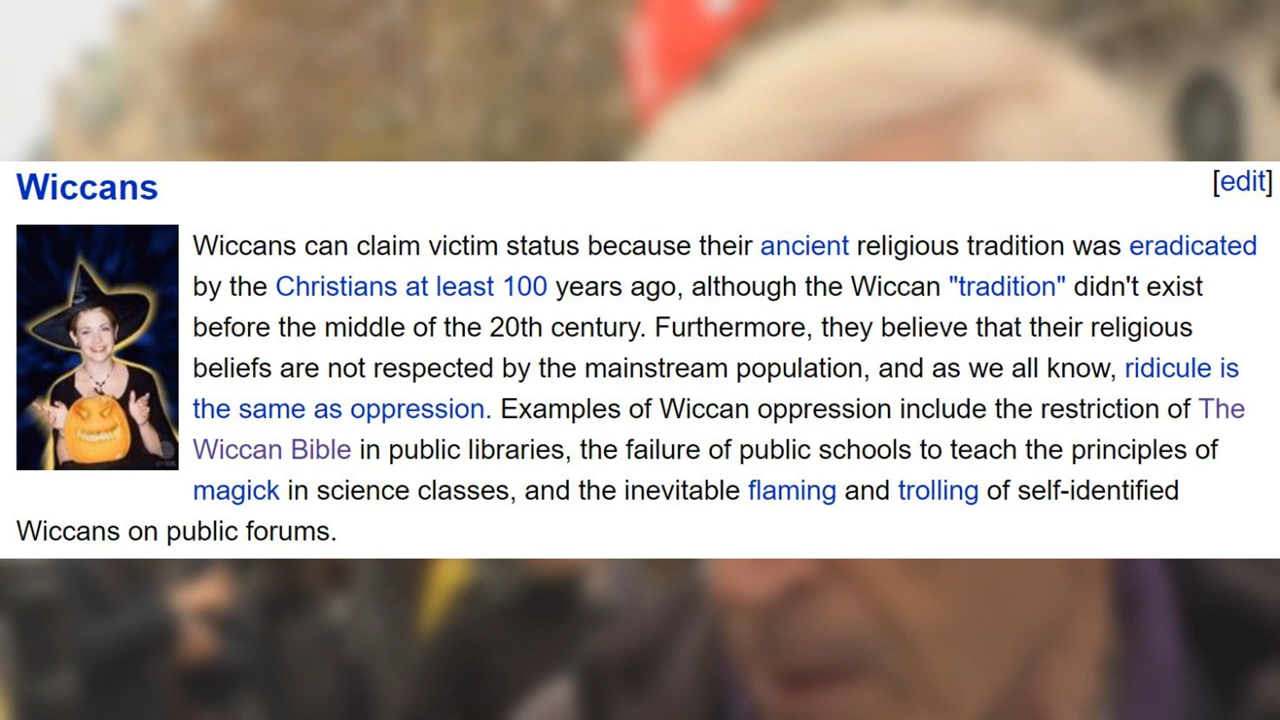 Wiccans
[edit]
Wiccans can claim victim status because their ancient religious tradition was eradicated
by the Christians at least 100 years ago, although the Wiccan "tradition" didn't exist
before the middle of the 20th century. Furthermore, they believe that their religious
beliefs are not respected by the mainstream population, and as we all know, ridicule is
the same as oppression. Examples of Wiccan oppression include the restriction of The
Wiccan Bible in public libraries, the failure of public schools to teach the principles of
magick in science classes, and the inevitable flaming and trolling of self-identified
Wiccans on public forums.